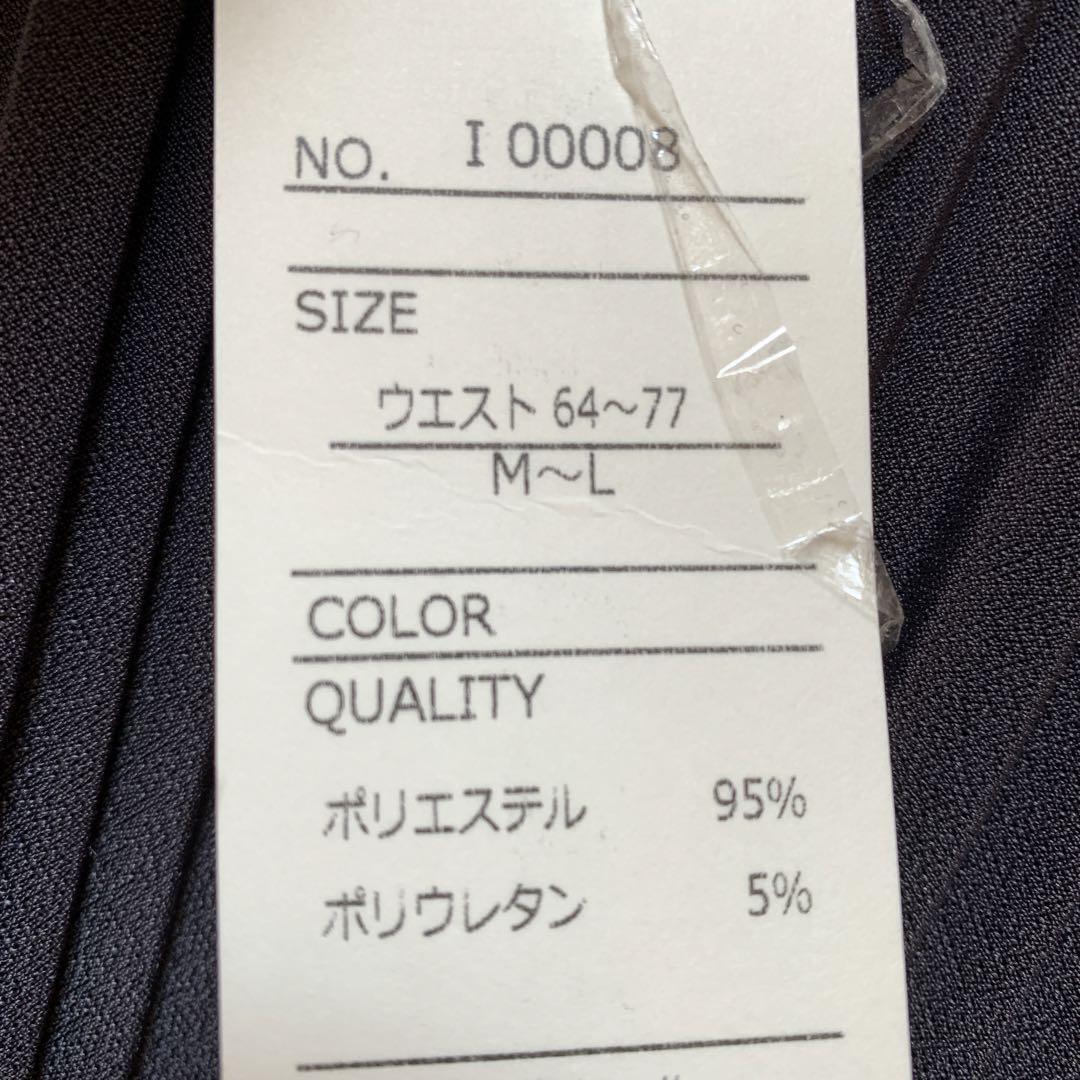 NO. I 00008
SIZE
ウエスト 64～77
M～L
COLOR
QUALITY
ポリエステル 95%
ポリウレタン 5%